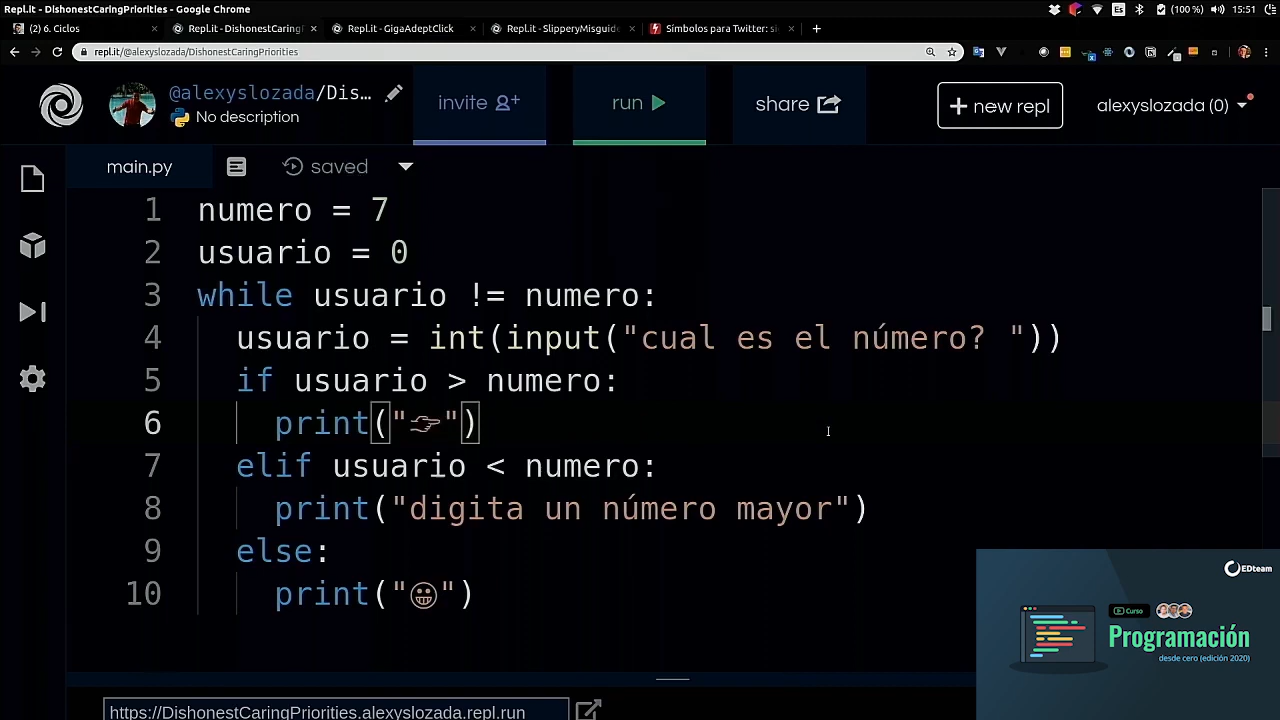 Repl.it - DishonestCaringPriorities - Google Chrome
Es
(100 %)
15:51
(2) 6. Ciclos
Repl.it - DishonestCaring
Repl.it - GigaAdeptClick
Repl.it - SlipperyMisguide
Símbolos para Twitter: si
repl.it/@alexyslozada/DishonestCaringPriorities
@alexyslozada/Dis...
No description
invite
run
share
+ new repl
alexyslozada (0)
main.py
saved
1 numero = 7
2 usuario = 0
3 while usuario != numero:
4 usuario = int(input("cual es el número? "))
5 if usuario > numero:
6 print("👉")
7 elif usuario < numero:
8 print("digita un número mayor")
9 else:
10 print("😀")
EDteam
Curso
Programación
desde cero (edición 2020)
https://DishonestCaringPriorities.alexyslozada.repl.run